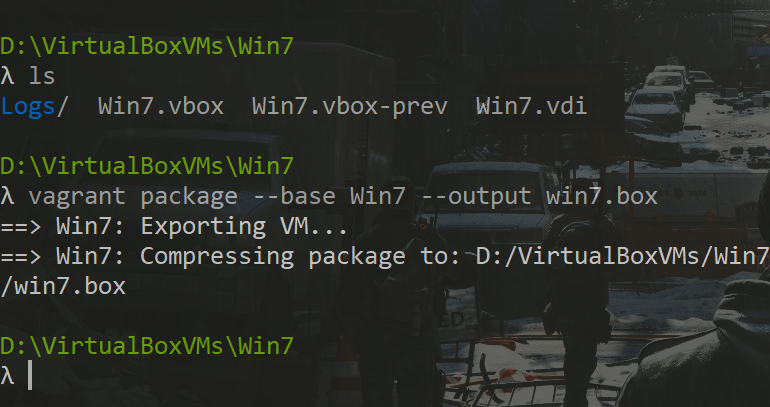 D:\VirtualBoxVMs\Win7
λ ls
Logs/  Win7.vbox  Win7.vbox-prev  Win7.vdi
D:\VirtualBoxVMs\Win7
λ vagrant package --base Win7 --output win7.box
==> Win7: Exporting VM...
==> Win7: Compressing package to: D:/VirtualBoxVMs/Win7
/win7.box
D:\VirtualBoxVMs\Win7
λ